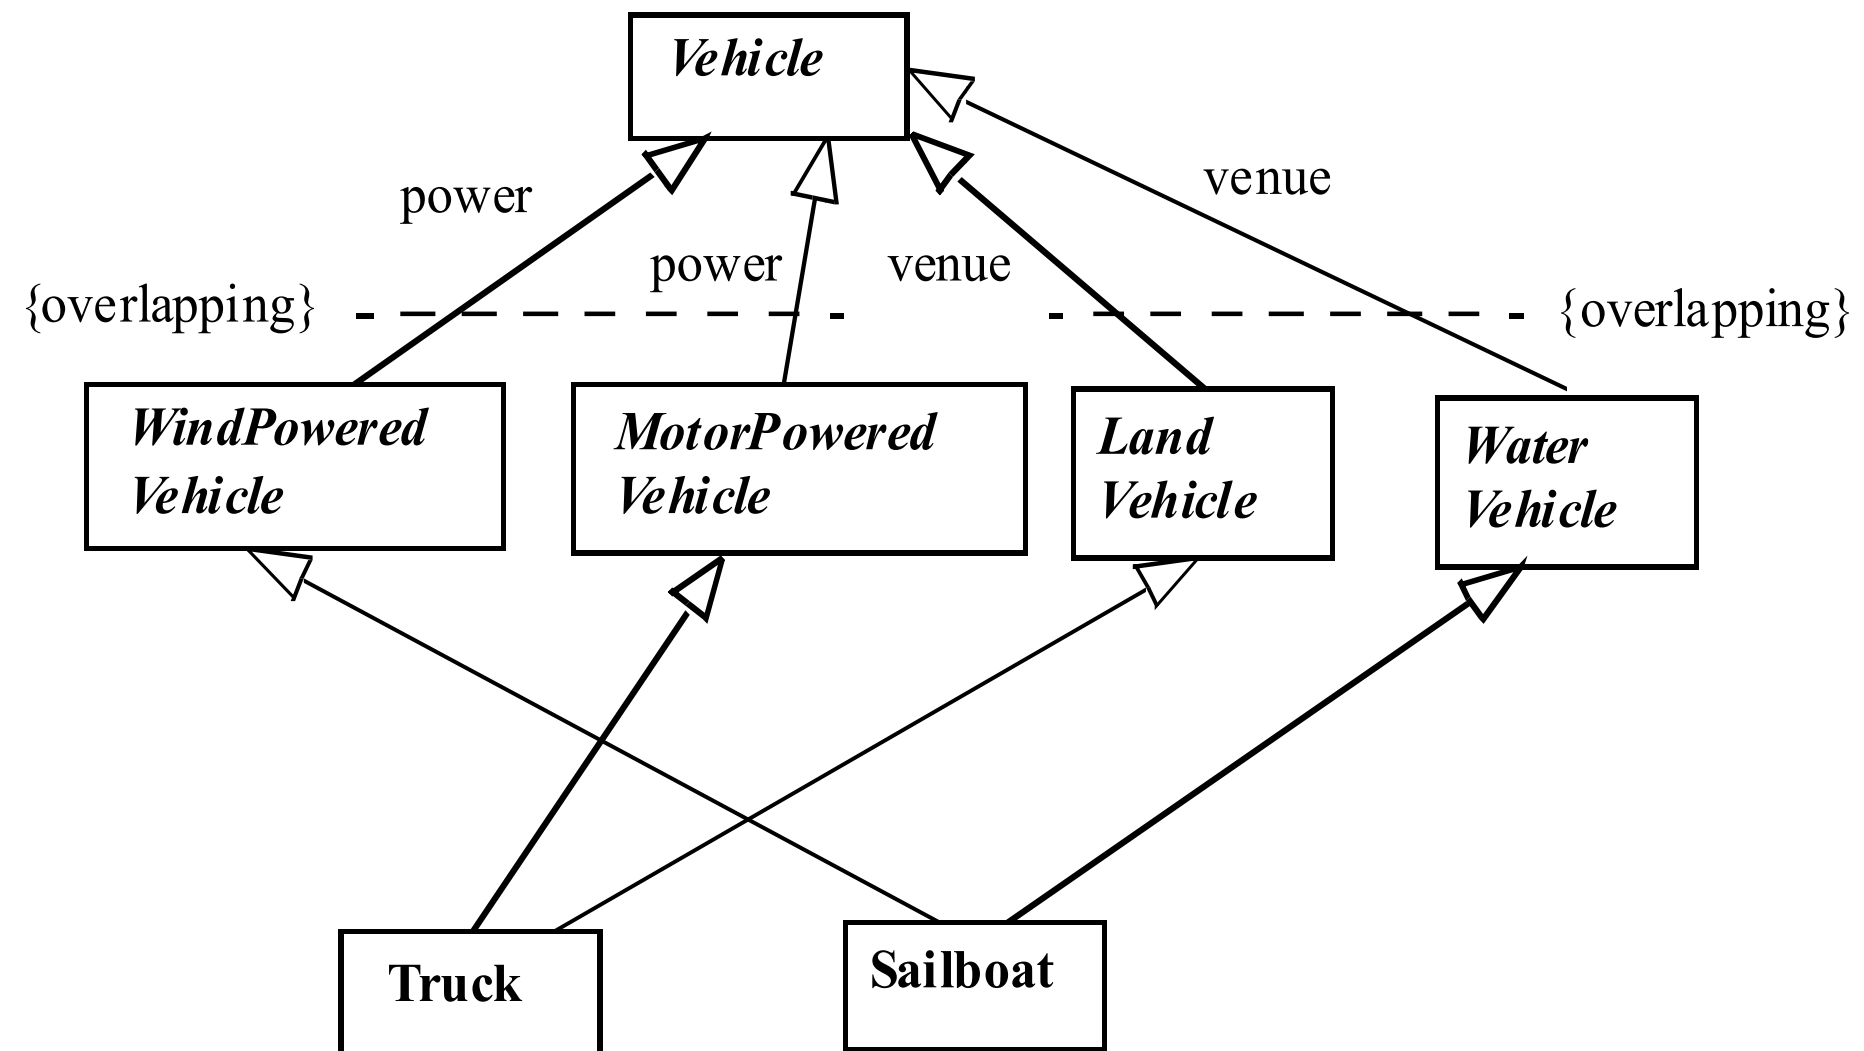 Vehicle
power
venue
power
venue
{overlapping}
{overlapping}
WindPowered
Vehicle
MotorPowered
Vehicle
Land
Vehicle
Water
Vehicle
Truck
Sailboat